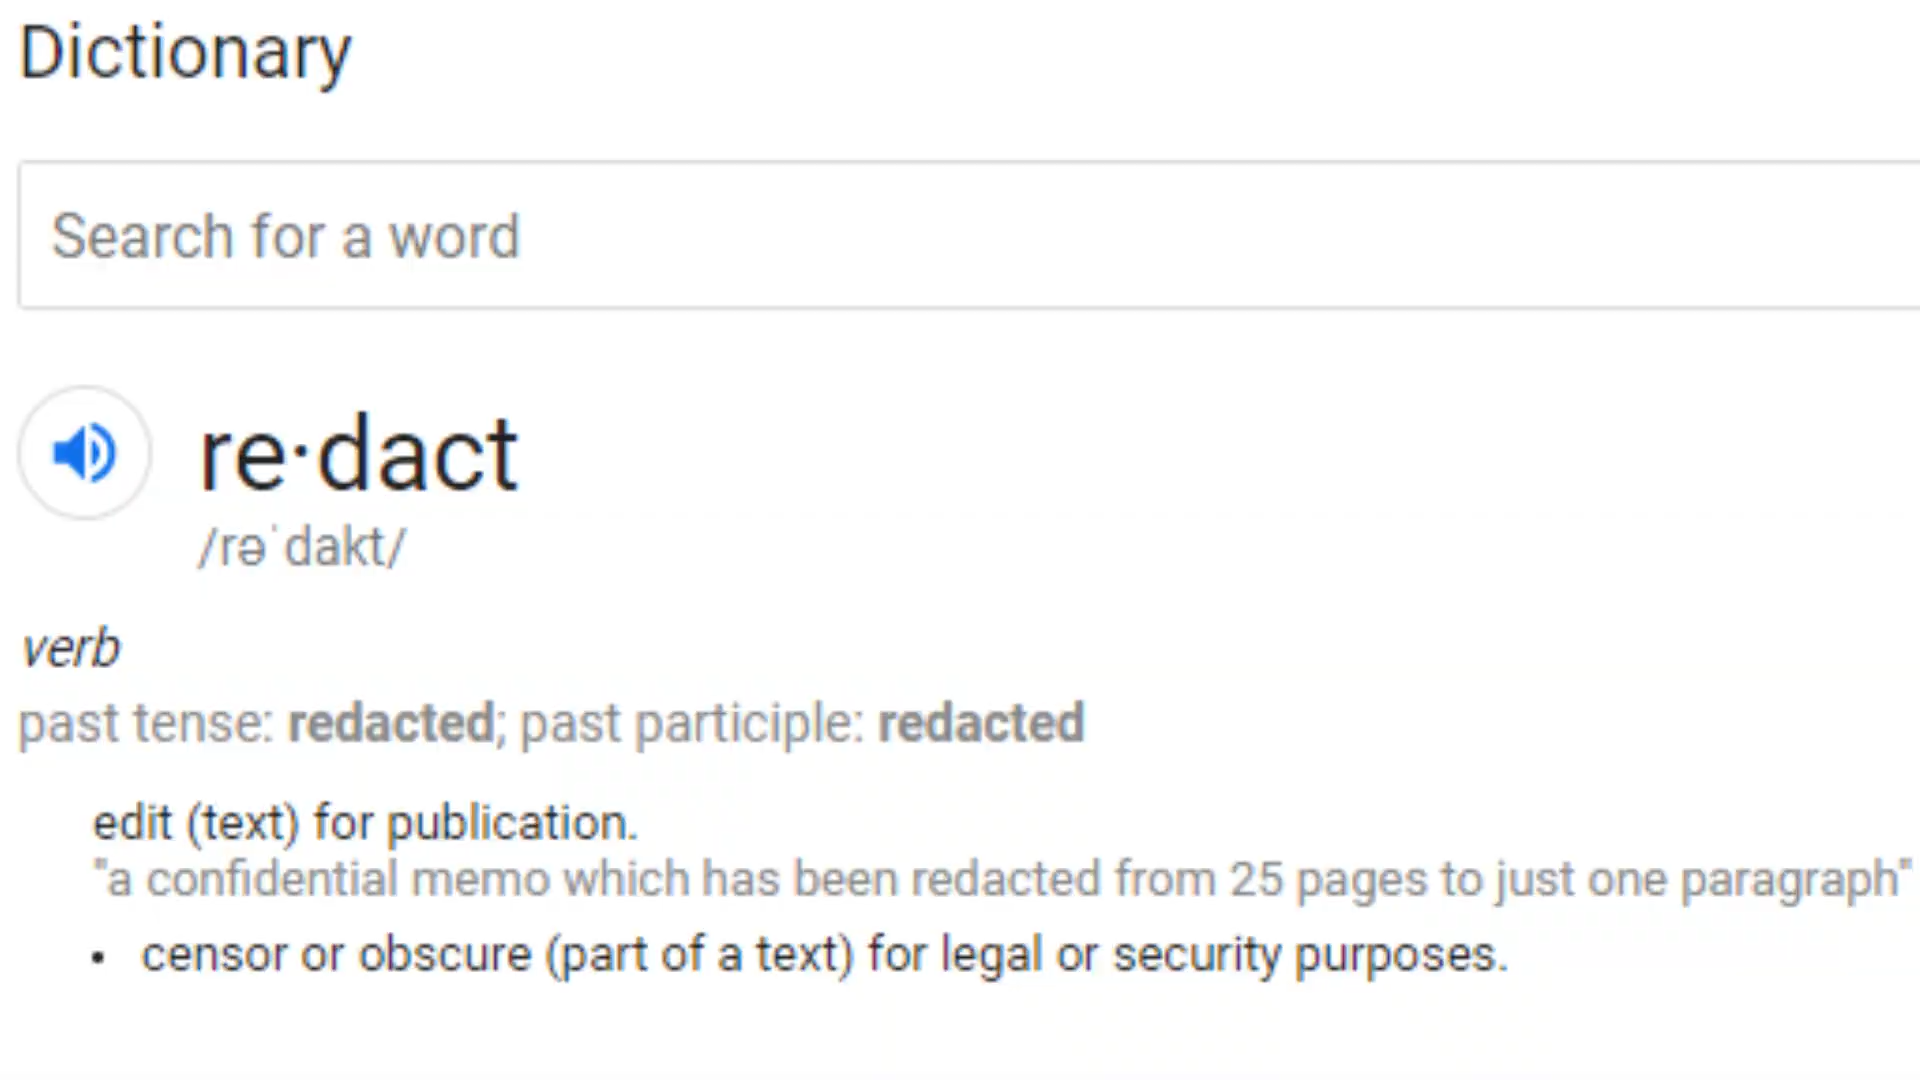 Dictionary
Search for a word
re·dact
/rəˈdakt/
verb
past tense: redacted; past participle: redacted
edit (text) for publication.
"a confidential memo which has been redacted from 25 pages to just one paragraph"
• censor or obscure (part of a text) for legal or security purposes.